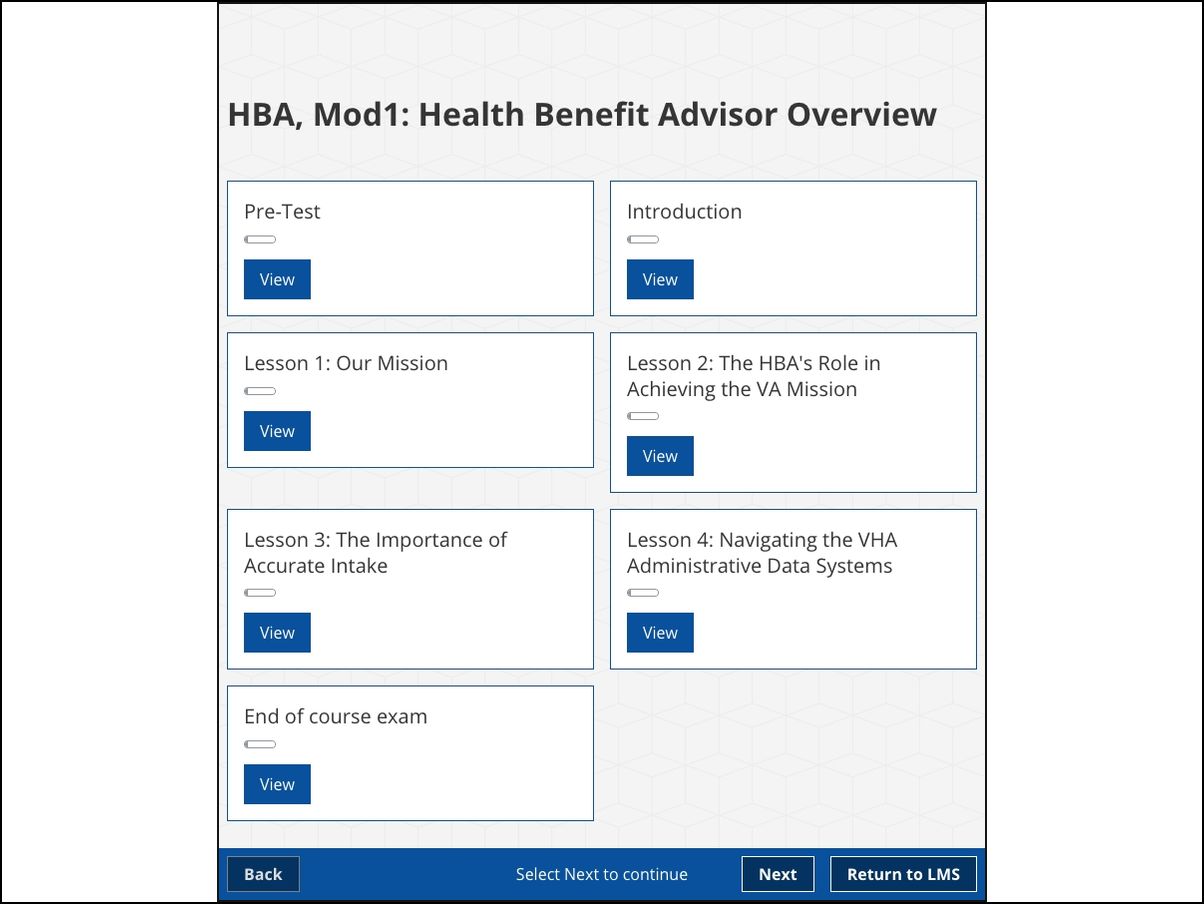 HBA, Mod1: Health Benefit Advisor Overview
Pre-Test
View
Introduction
View
Lesson 1: Our Mission
View
Lesson 2: The HBA's Role in
Achieving the VA Mission
View
Lesson 3: The Importance of
Accurate Intake
View
Lesson 4: Navigating the VHA
Administrative Data Systems
View
End of course exam
View
Back
Select Next to continue
Next
Return to LMS